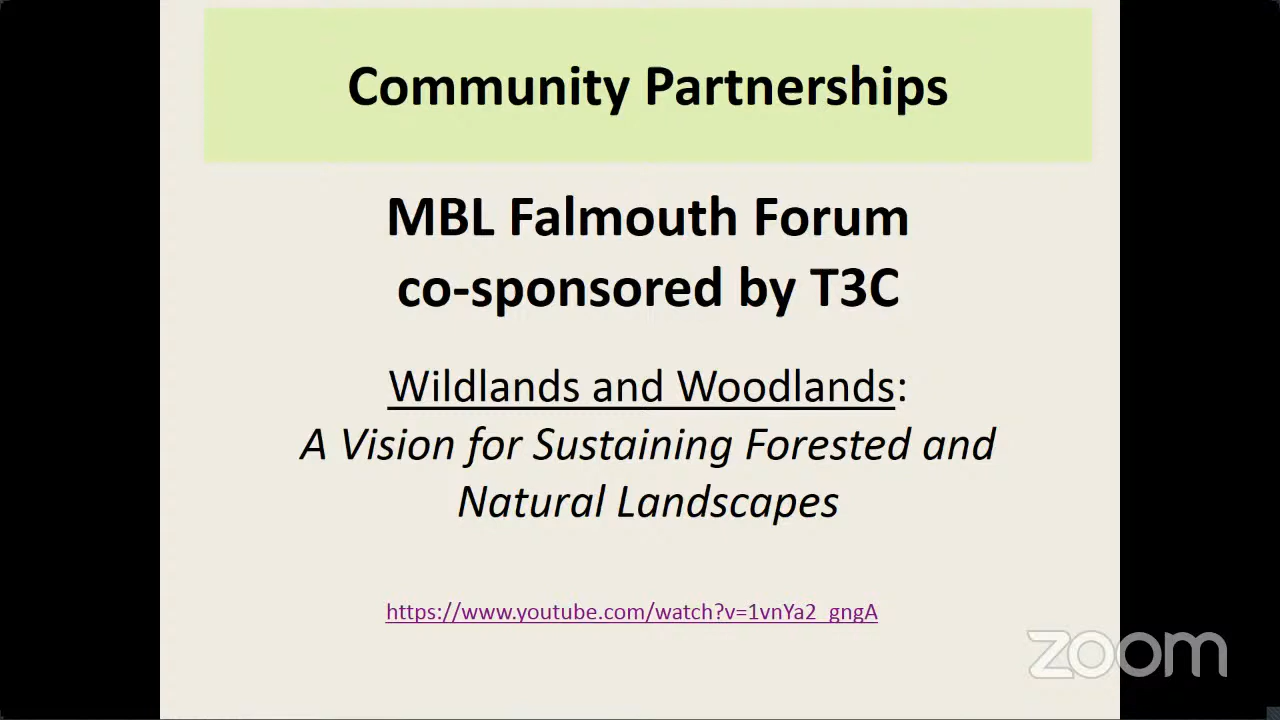 Community Partnerships
MBL Falmouth Forum
co-sponsored by T3C
Wildlands and Woodlands:
A Vision for Sustaining Forested and
Natural Landscapes
https://www.youtube.com/watch?v=1vnYa2_gngA
zoom